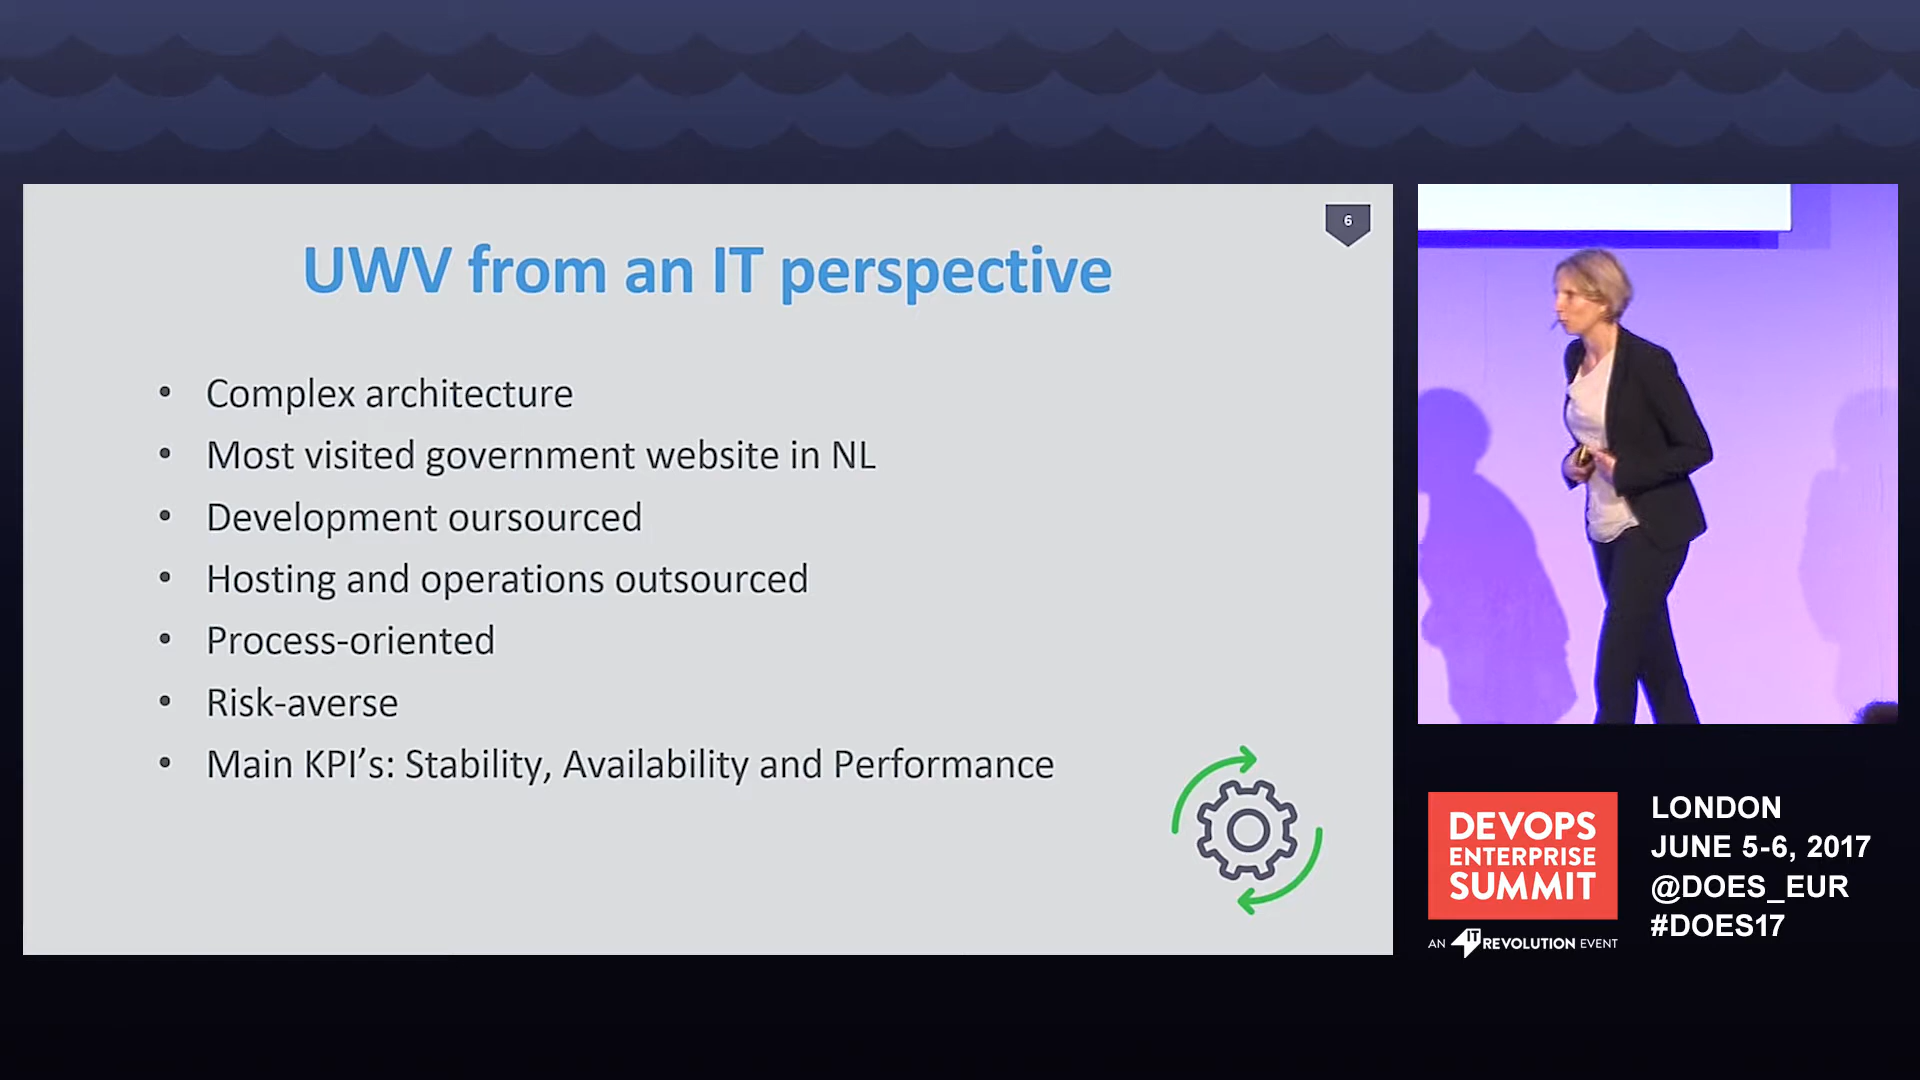 6
UWV from an IT perspective
• Complex architecture
• Most visited government website in NL
• Development oursourced
• Hosting and operations outsourced
• Process-oriented
• Risk-averse
• Main KPI’s: Stability, Availability and Performance
DEVOPS
ENTERPRISE
SUMMIT
AN IT REVOLUTION EVENT
LONDON
JUNE 5-6, 2017
@DOES_EUR
#DOES17